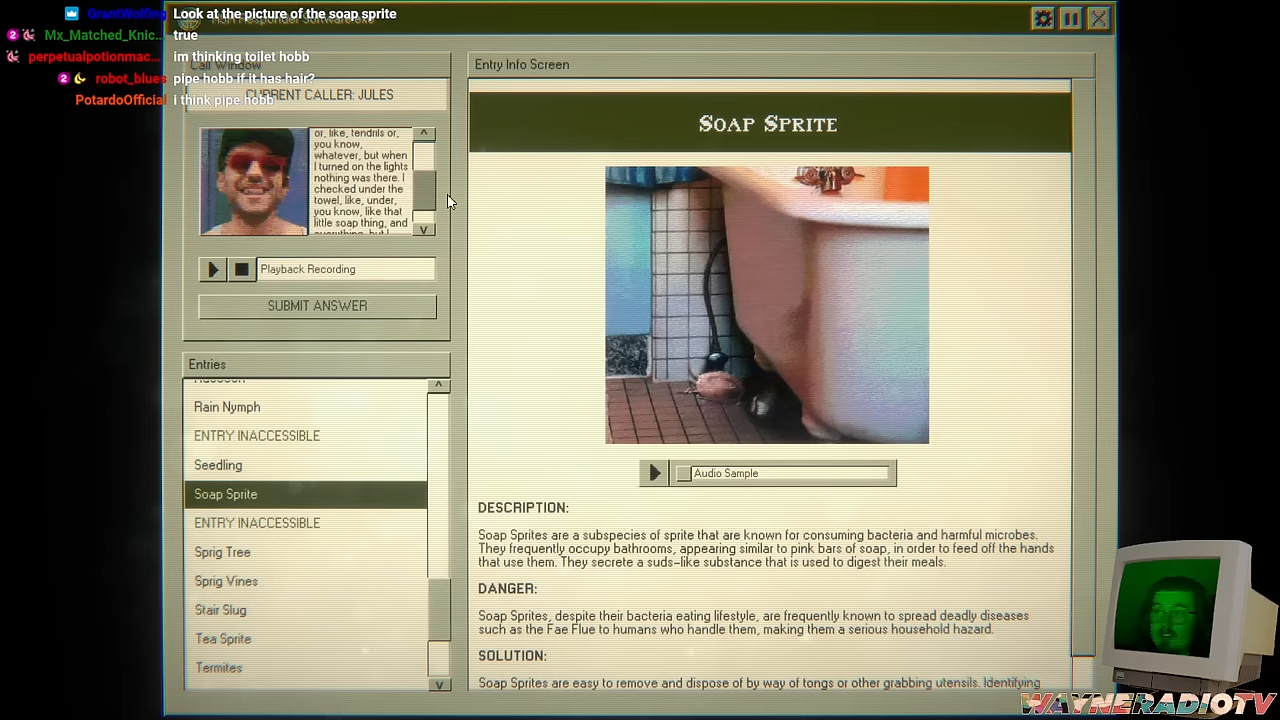 GrantWolfing Look at the picture of the soap sprite
2 Mx_Matched_Knic... true
perpetualpotionmac... im thinking toilet hobb
2 robot_blues pipe hobb if it has hair?
PotardoOfficial i think pipe hobb
Call Window
CURRENT CALLER: JULES
or, like, tendrils or,
you know,
whatever, but when
I turned on the lights
nothing was there. I
checked under the
towel, like, under,
you know, like that
little soap thing, and
everything, but I
Playback Recording
SUBMIT ANSWER
Entries
Raccoon
Rain Nymph
ENTRY INACCESSIBLE
Seedling
Soap Sprite
ENTRY INACCESSIBLE
Sprig Tree
Sprig Vines
Stair Slug
Tea Sprite
Termites
Entry Info Screen
SOAP SPRITE
Audio Sample
DESCRIPTION:
Soap Sprites are a subspecies of sprite that are known for consuming bacteria and harmful microbes.
They frequently occupy bathrooms, appearing similar to pink bars of soap, in order to feed off the hands
that use them. They secrete a suds-like substance that is used to digest their meals.
DANGER:
Soap Sprites, despite their bacteria eating lifestyle, are frequently known to spread deadly diseases
such as the Fae Flue to humans who handle them, making them a serious household hazard.
SOLUTION:
Soap Sprites are easy to remove and dispose of by way of tongs or other grabbing utensils. Identifying
WAYNERADIOTV